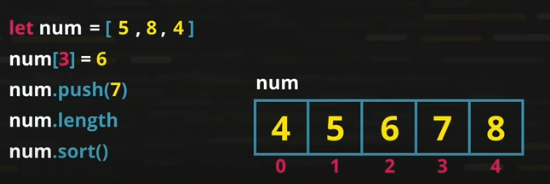 let num = [ 5 , 8 , 4 ]
num[3] = 6
num.push(7)
num.length
num.sort()
num
4 5 6 7 8
0 1 2 3 4